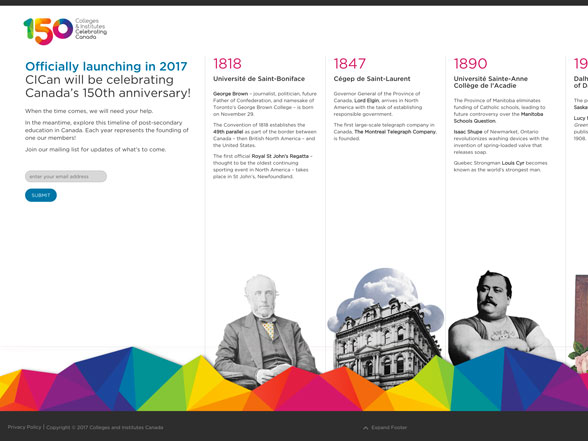 150
Colleges
& Institutes
Celebrating
Canada
Officially launching in 2017
CICan will be celebrating
Canada's 150th anniversary!
When the time comes, we will need your help.
In the meantime, explore this timeline of post-secondary
education in Canada. Each year represents the founding of
one our members!
Join our mailing list for updates of what's to come.
enter your email address
SUBMIT
1818
Université de Saint-Boniface
George Brown – journalist, politician, future
Father of Confederation, and namesake of
Toronto's George Brown College – is born
on November 29.
The Convention of 1818 establishes the
49th parallel as part of the border between
Canada – then British North America – and
the United States.
The first official Royal St John's Regatta –
thought to be the oldest continuing
sporting event in North America – takes
place in St John's, Newfoundland.
1847
Cégep de Saint-Laurent
Governor General of the Province of
Canada, Lord Elgin, arrives in North
America with the task of establishing
responsible government.
The first large-scale telegraph company in
Canada, The Montreal Telegraph Company,
is founded.
1890
Université Sainte-Anne
Collège de l'Acadie
The Province of Manitoba eliminates
funding of Catholic schools, leading to
future controversy over the Manitoba
Schools Question.
Isaac Shupe of Newmarket, Ontario
revolutionizes washing devices with the
invention of spring-loaded valve that
releases soap.
Quebec Strongman Louis Cyr becomes
known as the world's strongest man.
19
Dalh
of D
The p
Saska
Lucy
(Green
publis
1908.
Privacy Policy | Copyright © 2017 Colleges and Institutes Canada
Expand Footer